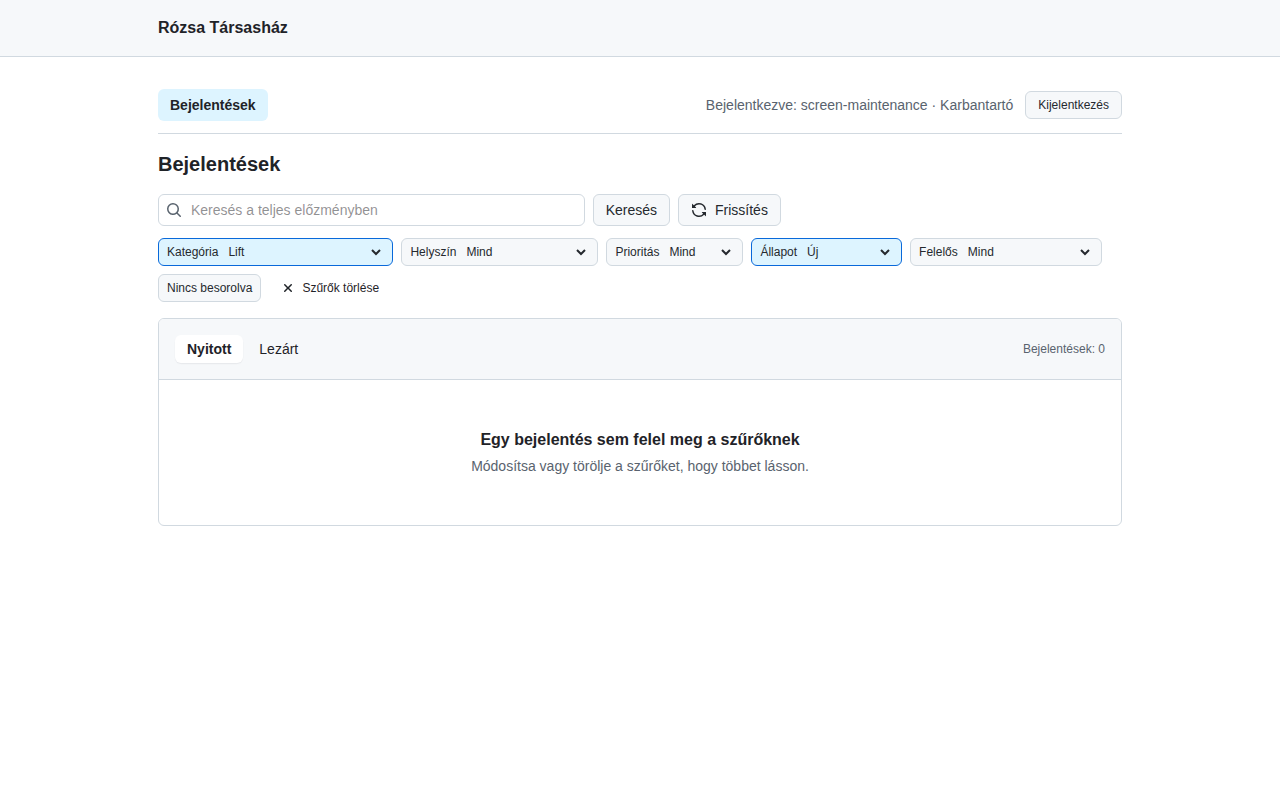 Rózsa Társasház
Bejelentések
Bejelentkezve: screen-maintenance · Karbantartó
Kijelentkezés
Bejelentések
Keresés a teljes előzményben
Keresés
Frissítés
Kategória Lift
Helyszín Mind
Prioritás Mind
Állapot Új
Felelős Mind
Nincs besorolva
Szűrők törlése
Nyitott
Lezárt
Bejelentések: 0
Egy bejelentés sem felel meg a szűrőknek
Módosítsa vagy törölje a szűrőket, hogy többet lásson.